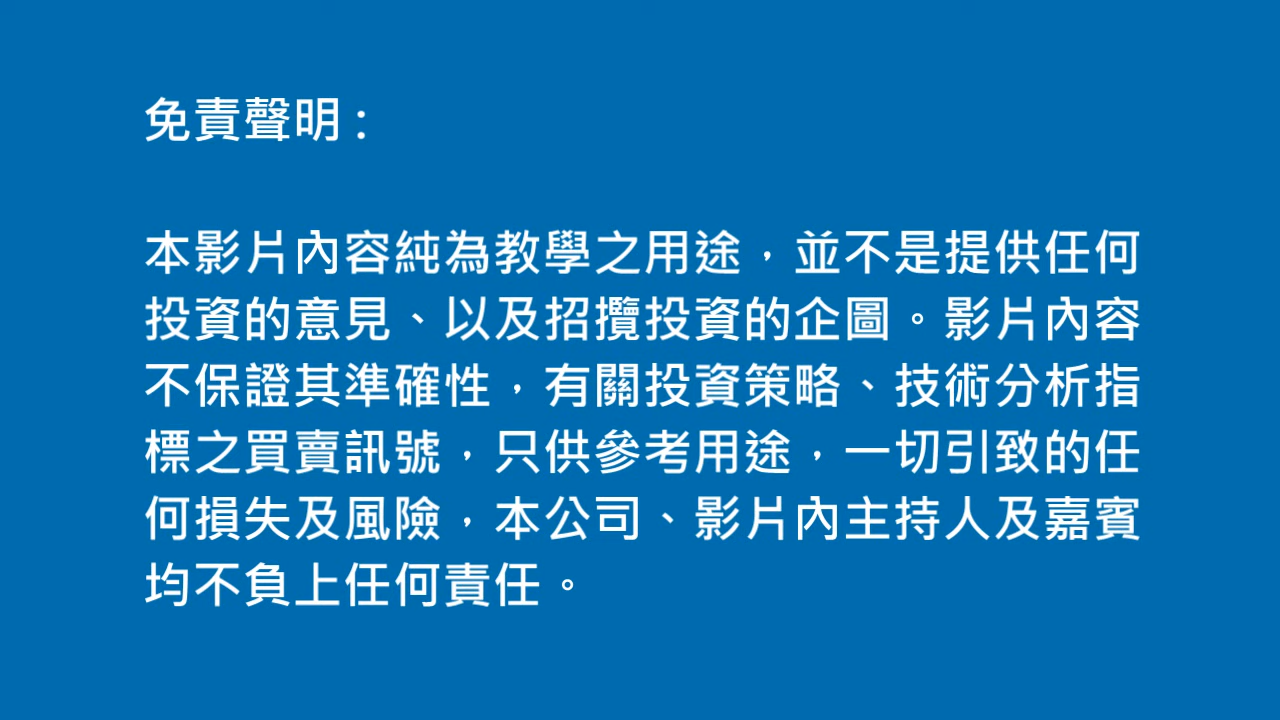 免責聲明：
本影片內容純為教學之用途，並不是提供任何
投資的意見、以及招攬投資的企圖。影片內容
不保證其準確性，有關投資策略、技術分析指
標之買賣訊號，只供參考用途，一切引致的任
何損失及風險，本公司、影片內主持人及嘉賓
均不負上任何責任。